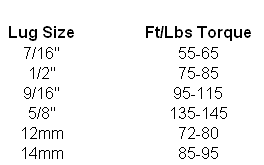 Lug Size Ft/Lbs Torque
7/16" 55-65
1/2" 75-85
9/16" 95-115
5/8" 135-145
12mm 72-80
14mm 85-95